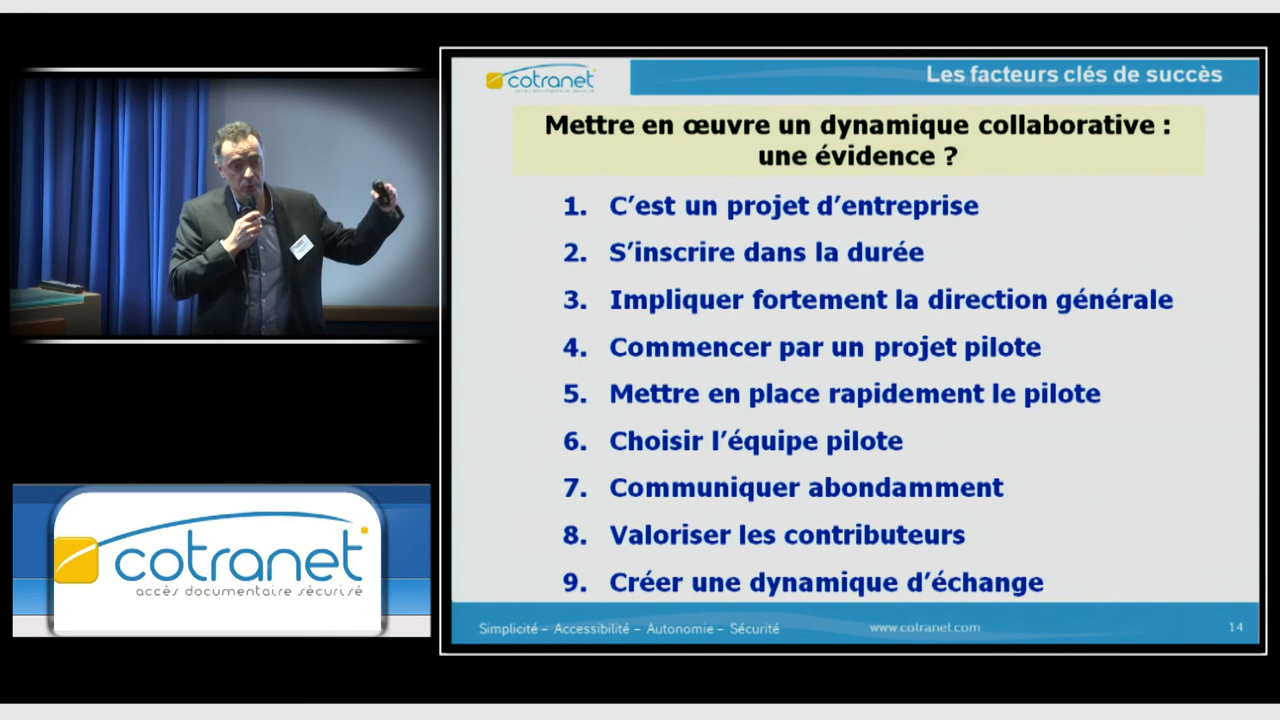 cotranet
Les facteurs clés de succès
Mettre en œuvre un dynamique collaborative :
une évidence ?
1. C'est un projet d'entreprise
2. S'inscrire dans la durée
3. Impliquer fortement la direction générale
4. Commencer par un projet pilote
5. Mettre en place rapidement le pilote
6. Choisir l'équipe pilote
7. Communiquer abondamment
8. Valoriser les contributeurs
9. Créer une dynamique d'échange
Simplicité – Accessibilité – Autonomie – Sécurité
www.cotranet.com
14
cotranet
accès documentaire sécurisé